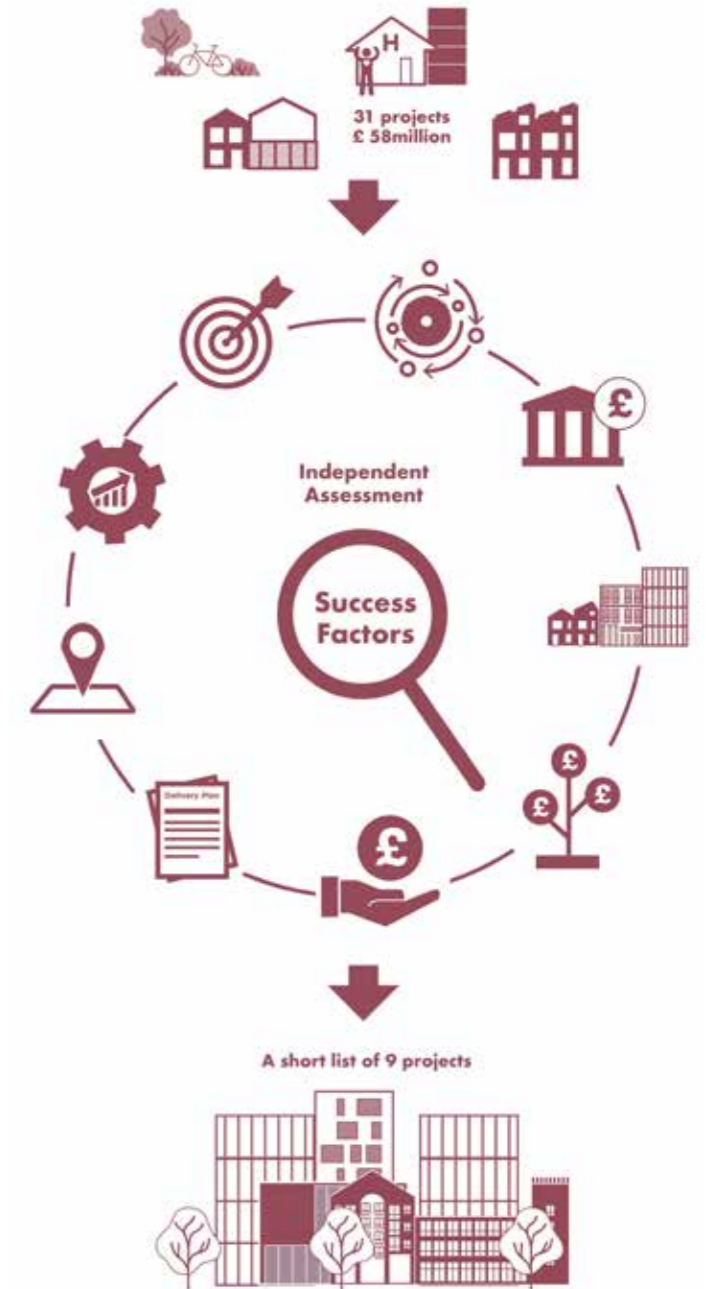 H
31 projects
£ 58million
£
Independent
Assessment
Success
Factors
£
£
£
Delivery Plan
£
A short list of 9 projects